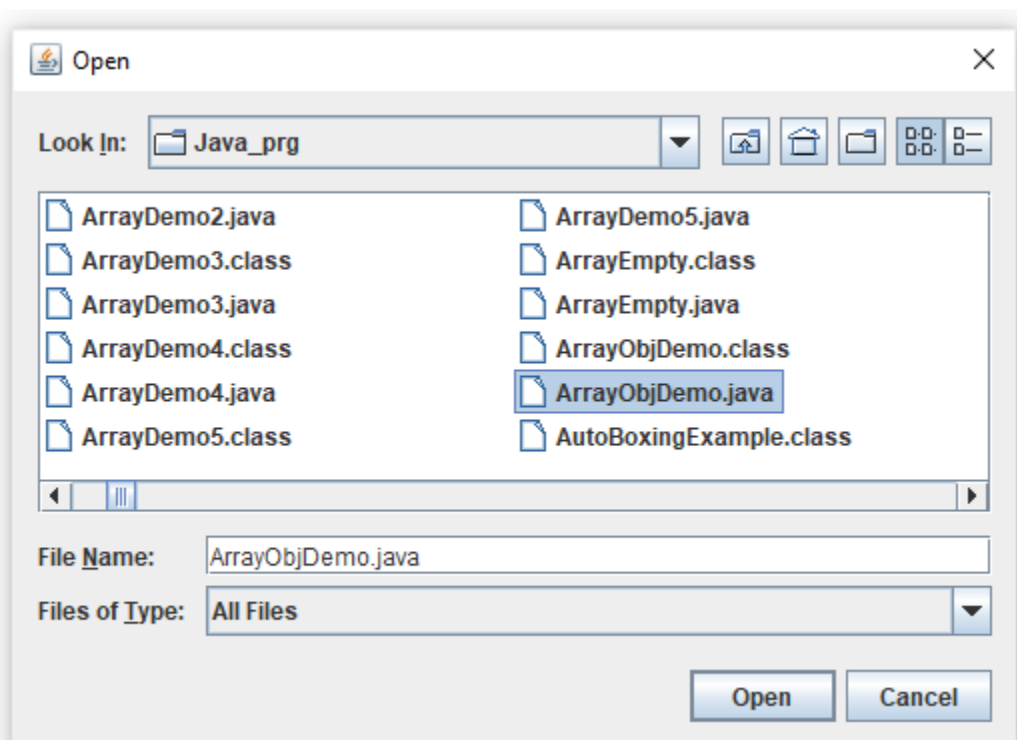 Open
Look In: Java_prg
ArrayDemo2.java
ArrayDemo3.class
ArrayDemo3.java
ArrayDemo4.class
ArrayDemo4.java
ArrayDemo5.class
ArrayDemo5.java
ArrayEmpty.class
ArrayEmpty.java
ArrayObjDemo.class
ArrayObjDemo.java
AutoBoxingExample.class
File Name: ArrayObjDemo.java
Files of Type: All Files
Open Cancel